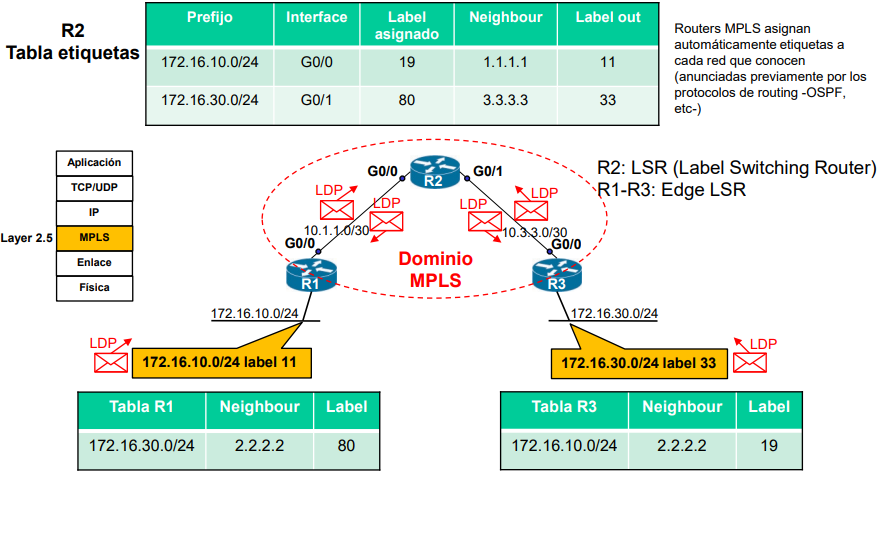 R2
Tabla etiquetas
Prefijo Interface Label asignado Neighbour Label out
172.16.10.0/24 G0/0 19 1.1.1.1 11
172.16.30.0/24 G0/1 80 3.3.3.3 33
Routers MPLS asignan
automáticamente etiquetas a
cada red que conocen
(anunciadas previamente por los
protocolos de routing -OSPF,
etc-)
Aplicación
TCP/UDP
IP
Layer 2.5 MPLS
Enlace
Física
G0/0 R2 G0/1
R2: LSR (Label Switching Router)
R1-R3: Edge LSR
LDP LDP LDP LDP
10.1.1.0/30 10.3.3.0/30
G0/0 G0/0
Dominio
MPLS
R1 R3
172.16.10.0/24 172.16.30.0/24
LDP 172.16.10.0/24 label 11
172.16.30.0/24 label 33 LDP
Tabla R1 Neighbour Label
172.16.30.0/24 2.2.2.2 80
Tabla R3 Neighbour Label
172.16.10.0/24 2.2.2.2 19